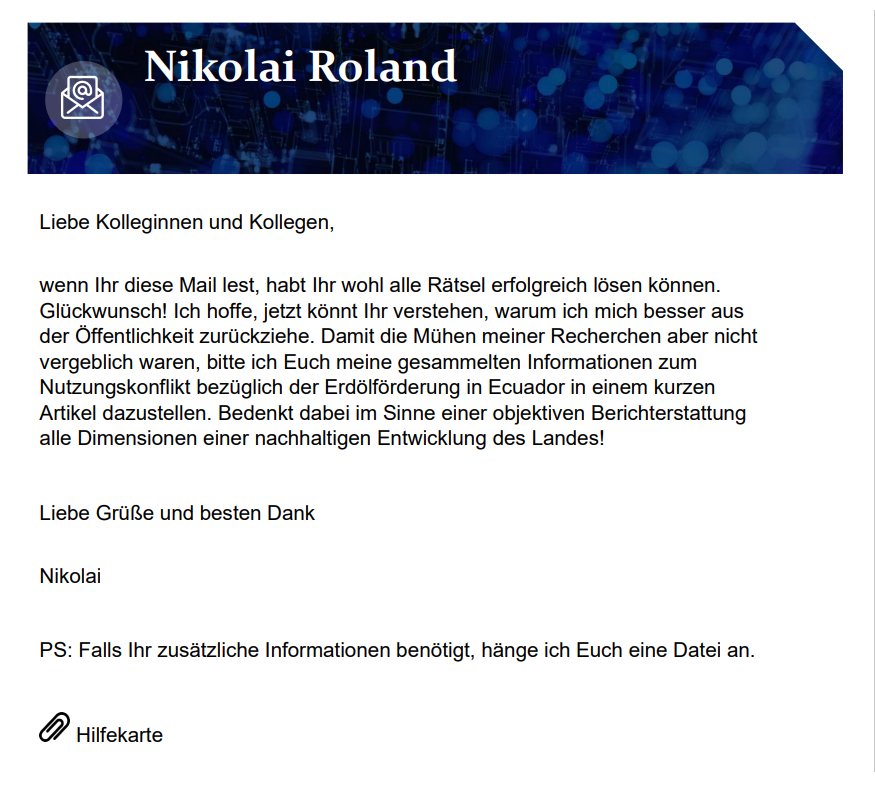 Nikolai Roland
Liebe Kolleginnen und Kollegen,
wenn Ihr diese Mail lest, habt Ihr wohl alle Rätsel erfolgreich lösen können.
Glückwunsch! Ich hoffe, jetzt könnt Ihr verstehen, warum ich mich besser aus
der Öffentlichkeit zurückziehe. Damit die Mühen meiner Recherchen aber nicht
vergeblich waren, bitte ich Euch meine gesammelten Informationen zum
Nutzungskonflikt bezüglich der Erdölförderung in Ecuador in einem kurzen
Artikel dazustellen. Bedenkt dabei im Sinne einer objektiven Berichterstattung
alle Dimensionen einer nachhaltigen Entwicklung des Landes!
Liebe Grüße und besten Dank
Nikolai
PS: Falls Ihr zusätzliche Informationen benötigt, hänge ich Euch eine Datei an.
Hilfekarte